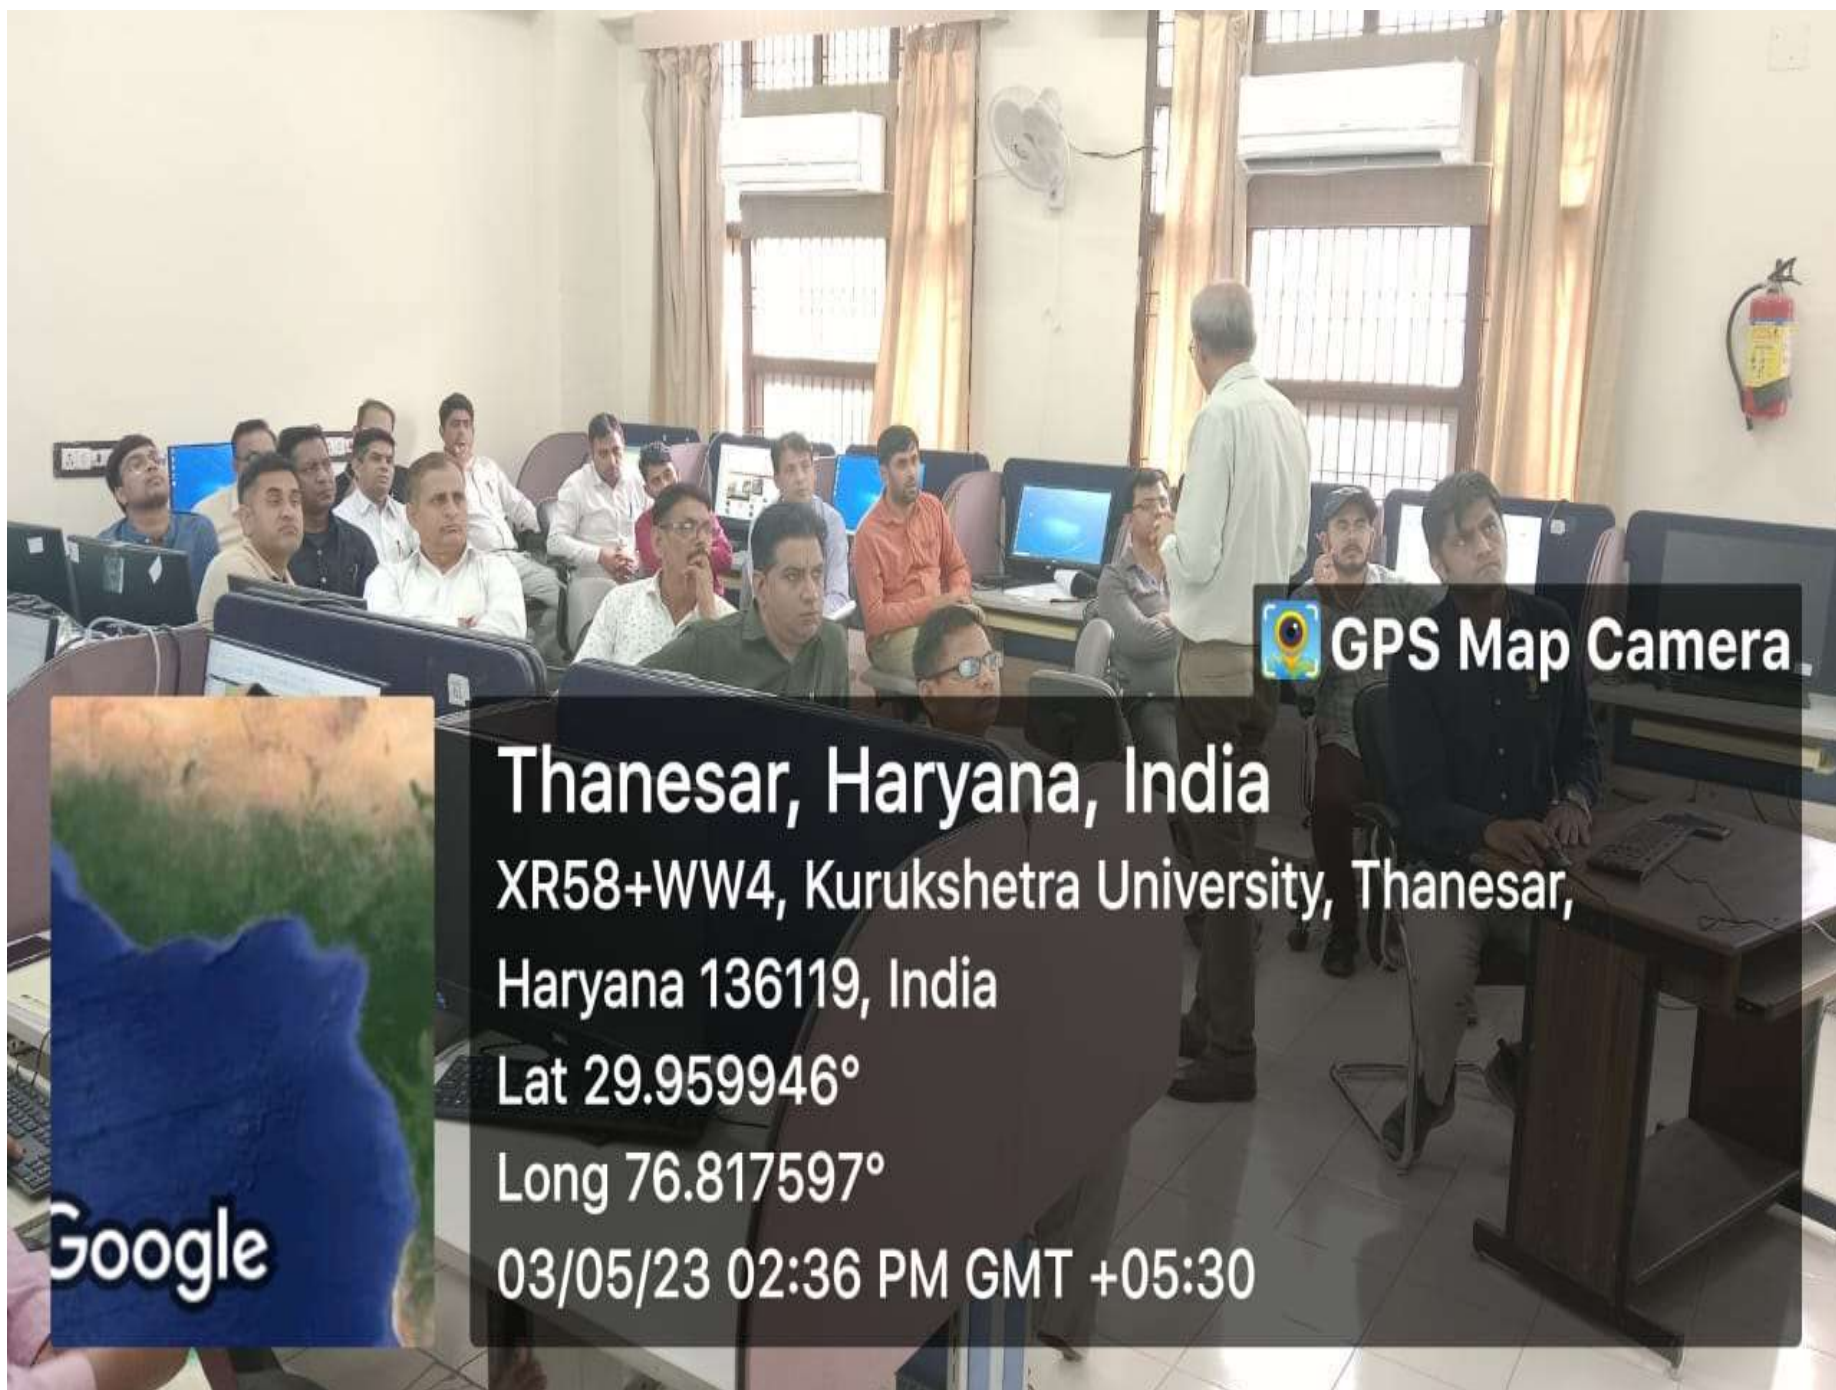 GPS Map Camera
Thanesar, Haryana, India
XR58+WW4, Kurukshetra University, Thanesar,
Haryana 136119, India
Lat 29.959946°
Long 76.817597°
03/05/23 02:36 PM GMT +05:30
Google